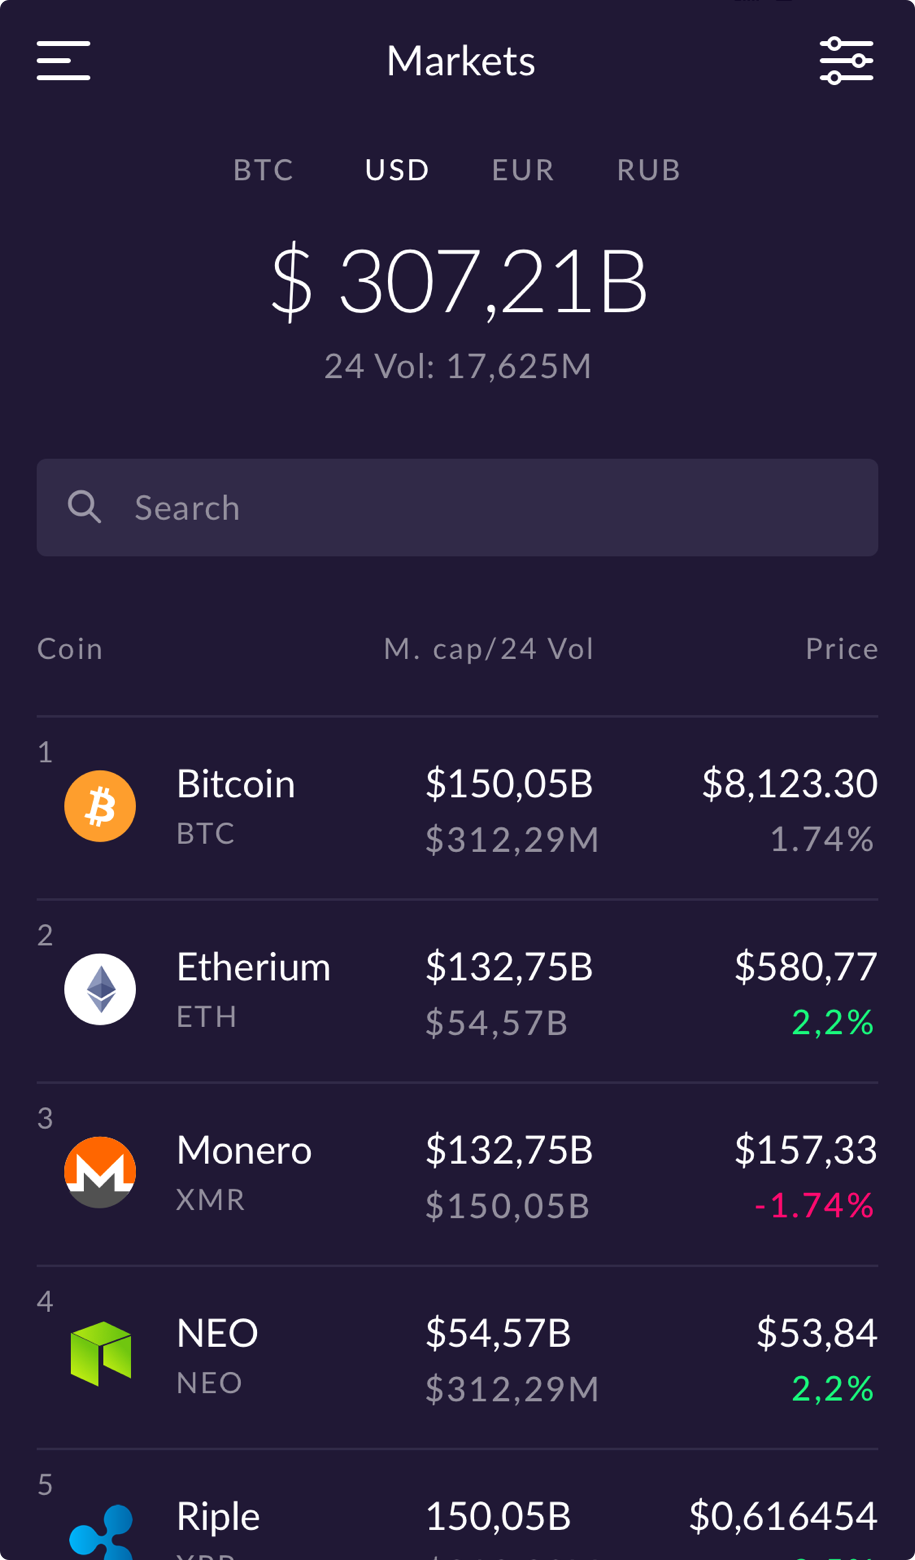 Markets
BTC USD EUR RUB
$ 307,21B
24 Vol: 17,625M
Search
Coin M. cap/24 Vol Price
1
Bitcoin $150,05B $8,123.30
BTC $312,29M 1.74%
2
Etherium $132,75B $580,77
ETH $54,57B 2,2%
3
Monero $132,75B $157,33
XMR $150,05B -1.74%
4
NEO $54,57B $53,84
NEO $312,29M 2,2%
5
Riple 150,05B $0,616454